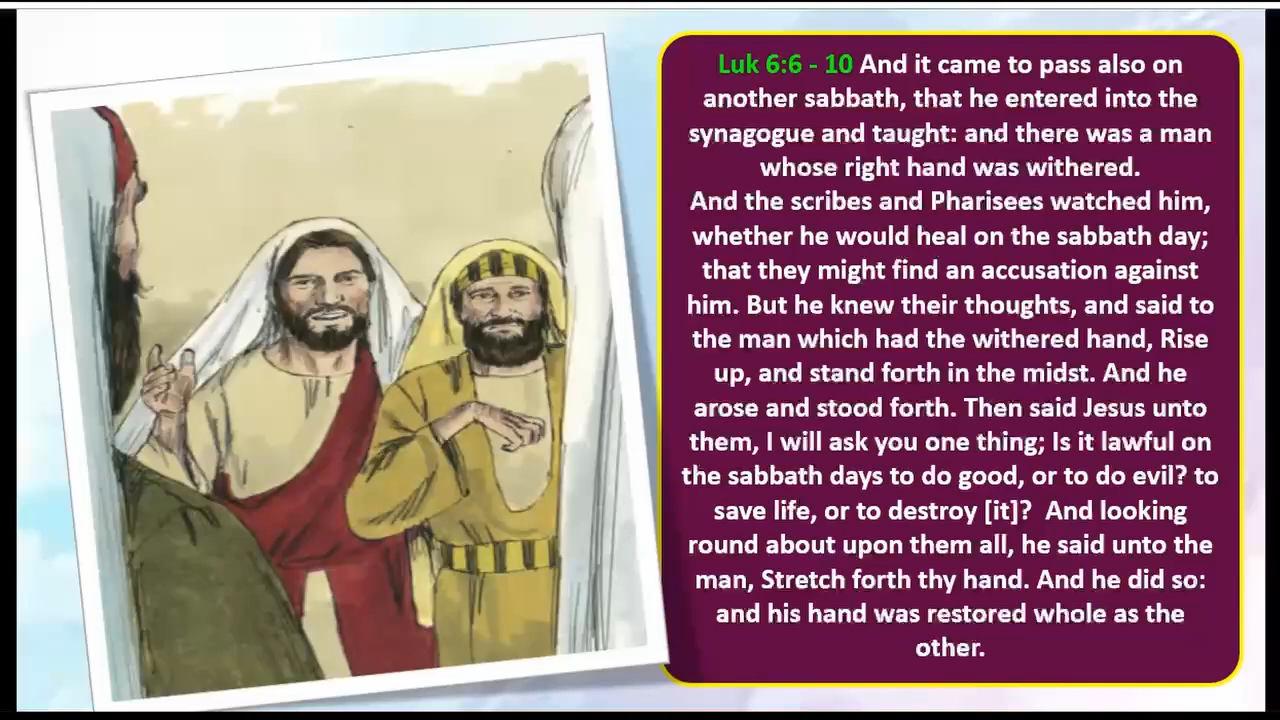 Luk 6:6 - 10 And it came to pass also on
another sabbath, that he entered into the
synagogue and taught: and there was a man
whose right hand was withered.
And the scribes and Pharisees watched him,
whether he would heal on the sabbath day;
that they might find an accusation against
him. But he knew their thoughts, and said to
the man which had the withered hand, Rise
up, and stand forth in the midst. And he
arose and stood forth. Then said Jesus unto
them, I will ask you one thing; Is it lawful on
the sabbath days to do good, or to do evil? to
save life, or to destroy [it]?  And looking
round about upon them all, he said unto the
man, Stretch forth thy hand. And he did so:
and his hand was restored whole as the
other.